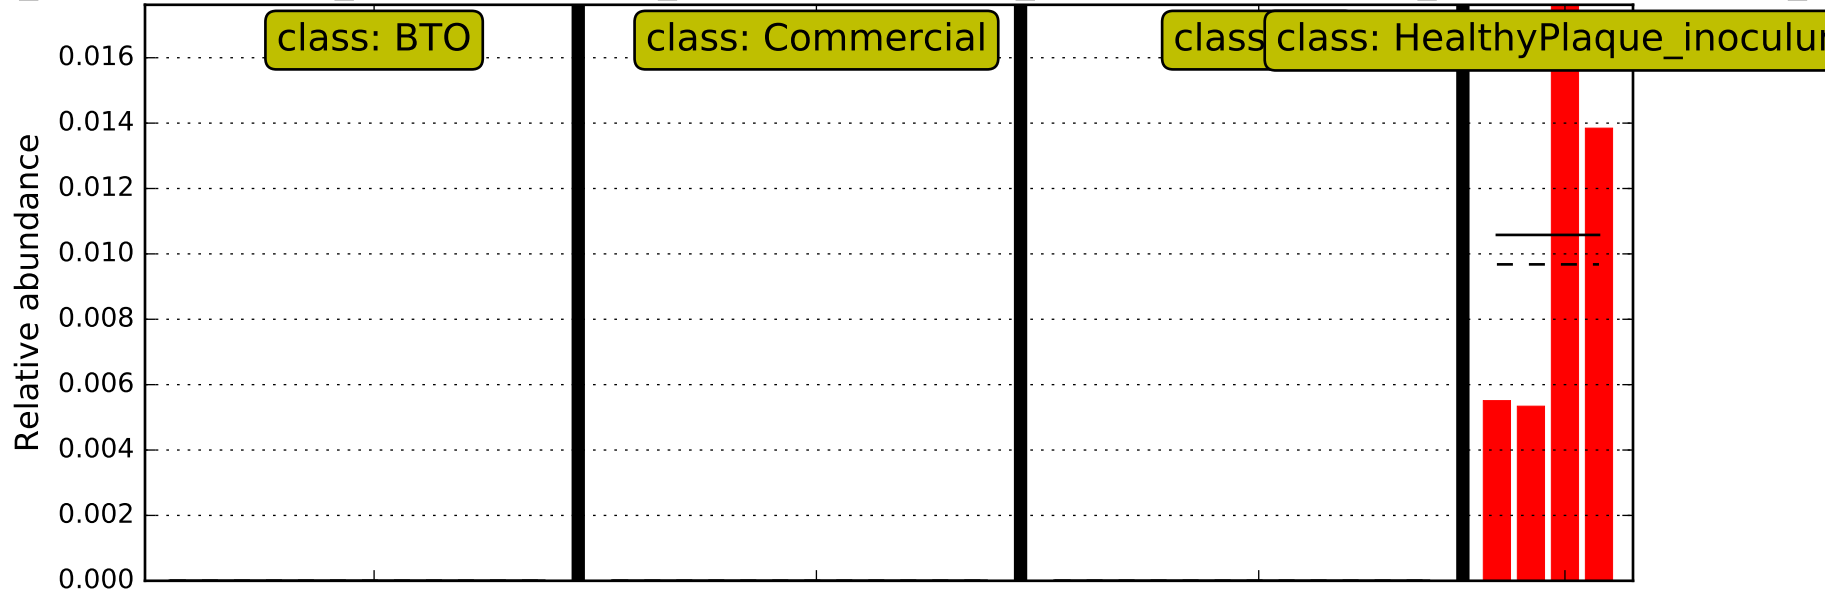 class: BTO
class: Commercial
class
class: HealthyPlaque_inoculu
0.016
0.014
0.012
0.010
0.008
0.006
0.004
0.002
0.000
Relative abundance